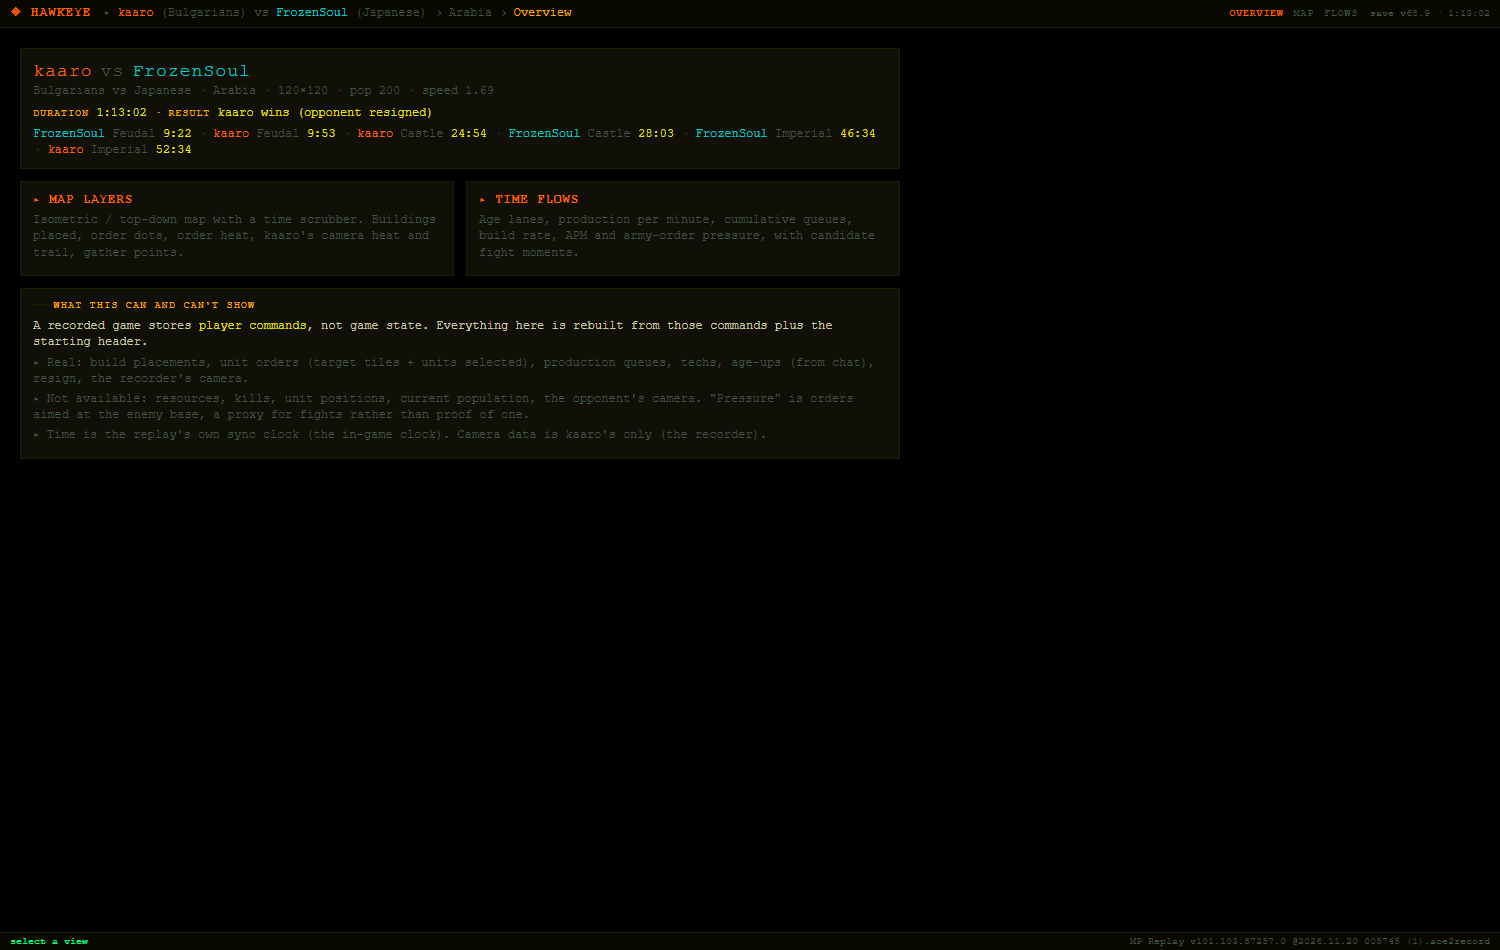 ❖ HAWKEYE ▸ kaaro (Bulgarians) vs FrozenSoul (Japanese) › Arabia › Overview
OVERVIEW MAP FLOWS save v68.9 · 1:13:02
kaaro vs FrozenSoul
Bulgarians vs Japanese · Arabia · 120×120 · pop 200 · speed 1.69
DURATION 1:13:02 · RESULT kaaro wins (opponent resigned)
FrozenSoul Feudal 9:22 · kaaro Feudal 9:53 · kaaro Castle 24:54 · FrozenSoul Castle 28:03 · FrozenSoul Imperial 46:34
· kaaro Imperial 52:34
▸ MAP LAYERS
Isometric / top-down map with a time scrubber. Buildings
placed, order dots, order heat, kaaro's camera heat and
trail, gather points.
▸ TIME FLOWS
Age lanes, production per minute, cumulative queues,
build rate, APM and army-order pressure, with candidate
fight moments.
── WHAT THIS CAN AND CAN'T SHOW
A recorded game stores player commands, not game state. Everything here is rebuilt from those commands plus the
starting header.
▸ Real: build placements, unit orders (target tiles + units selected), production queues, techs, age-ups (from chat),
resign, the recorder's camera.
▸ Not available: resources, kills, unit positions, current population, the opponent's camera. "Pressure" is orders
aimed at the enemy base, a proxy for fights rather than proof of one.
▸ Time is the replay's own sync clock (the in-game clock). Camera data is kaaro's only (the recorder).
select a view
MP Replay v101.103.57257.0 @2026.11.20 005745 (1).aoe2record